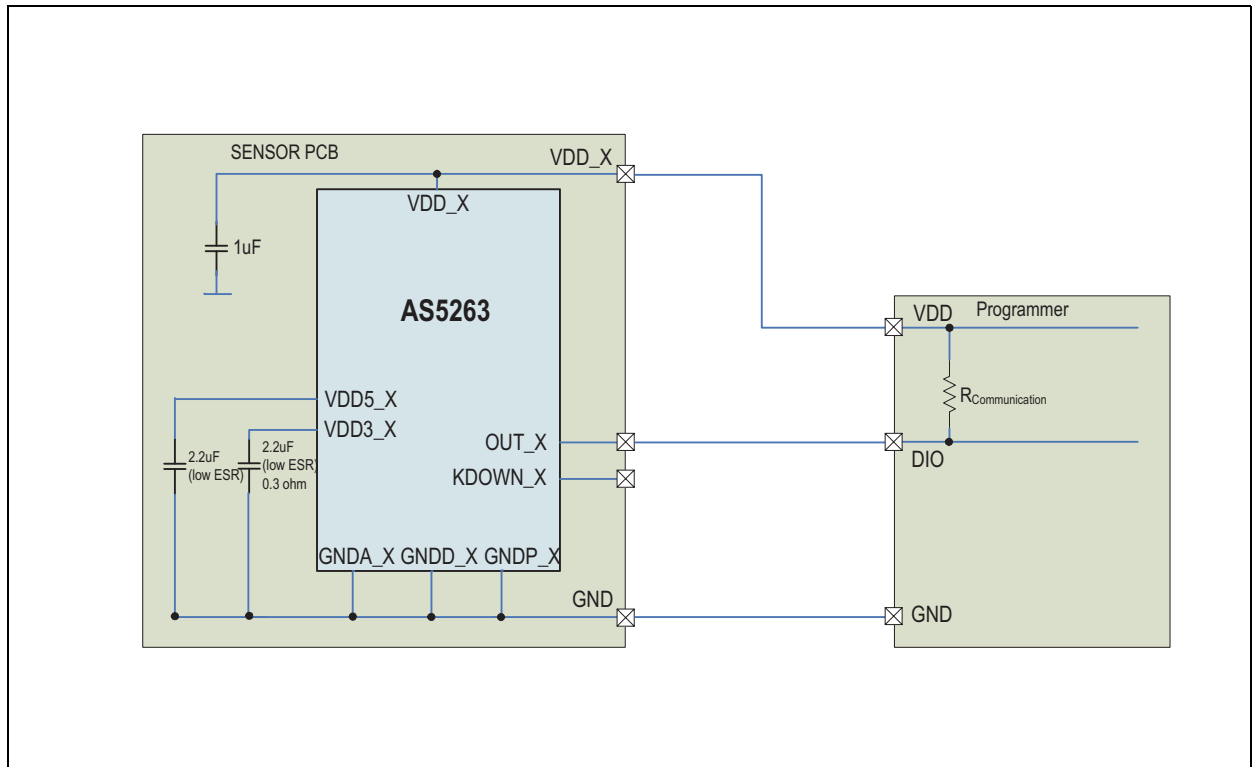 SENSOR PCB
VDD_X
VDD_X
1uF
AS5263
VDD Programmer
VDD5_X
VDD3_X
R Communication
2.2uF
(low ESR)
2.2uF
(low ESR)
0.3 ohm
OUT_X
DIO
KDOWN_X
GNDA_X GNDD_X GNDP_X
GND
GND